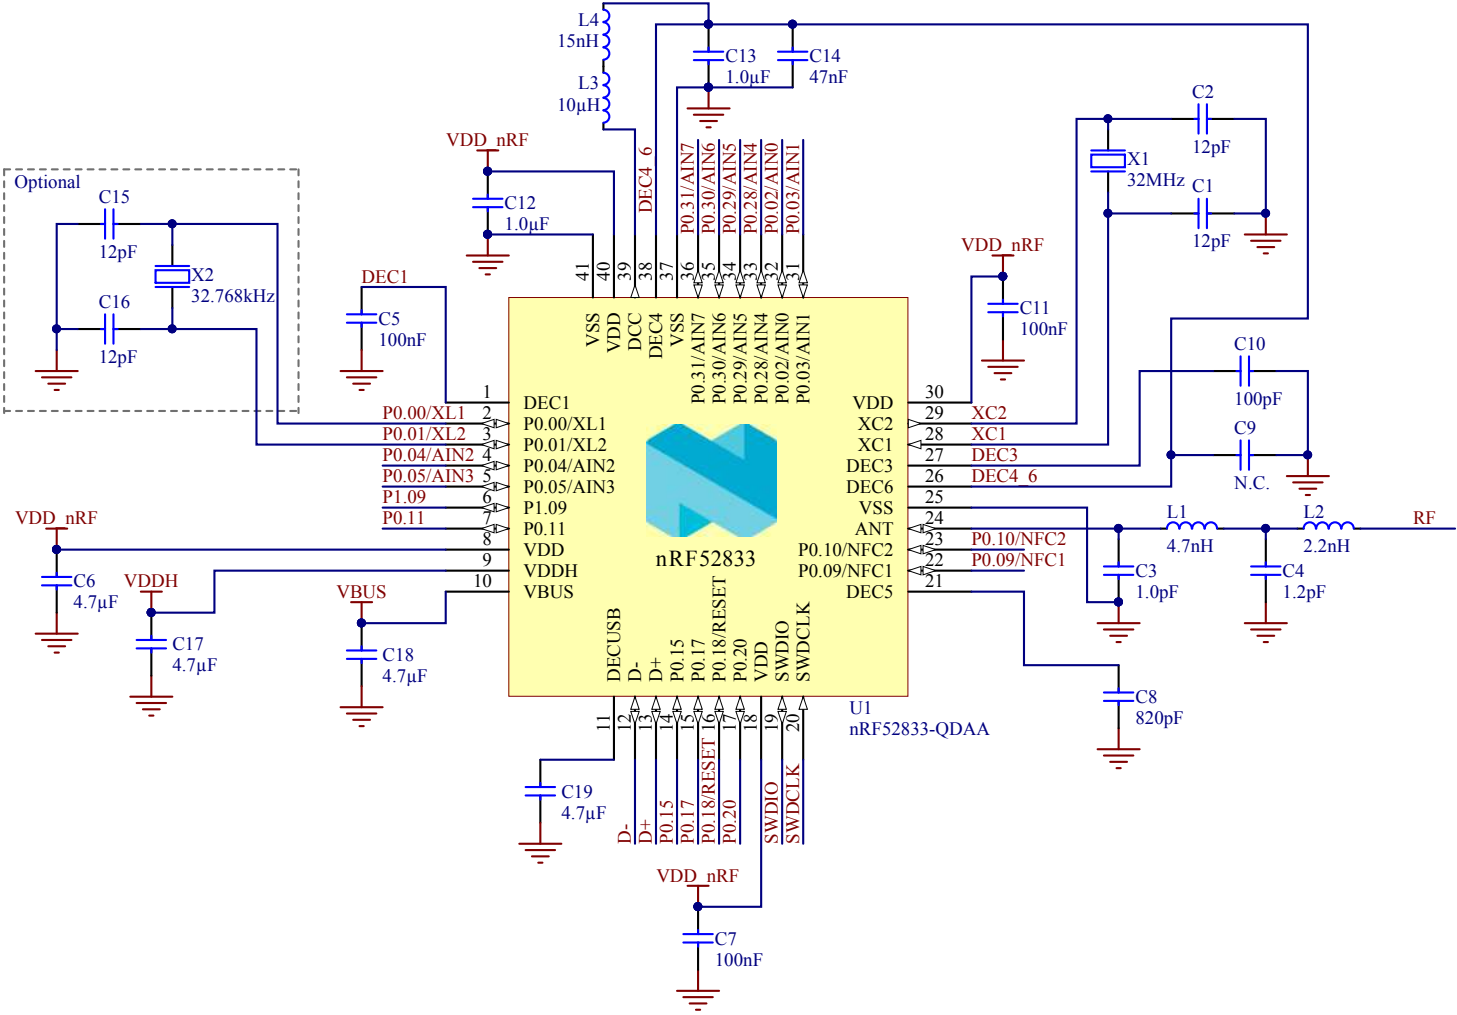 L4
15nH
L3
10µH
C13
1.0µF
C14
47nF
C2
12pF
X1
32MHz
C1
12pF
VDD_nRF
C12
1.0µF
DEC4_6
P0.31/AIN7
P0.30/AIN6
P0.29/AIN5
P0.28/AIN4
P0.02/AIN0
P0.03/AIN1
Optional
C15
12pF
X2
32.768kHz
C16
12pF
DEC1
C5
100nF
VDD_nRF
C11
100nF
C10
100pF
C9
N.C.
41
40
39
38
37
36
35
34
33
32
31
VSS
VDD
DCC
DEC4
VSS
P0.31/AIN7
P0.30/AIN6
P0.29/AIN5
P0.28/AIN4
P0.02/AIN0
P0.03/AIN1
1 DEC1
P0.00/XL1 2 P0.00/XL1
P0.01/XL2 3 P0.01/XL2
P0.04/AIN2 4 P0.04/AIN2
P0.05/AIN3 5 P0.05/AIN3
P1.09 6 P1.09
P0.11 7 P0.11
8 VDD
9 VDDH
10 VBUS
VDD 30
XC2 29 XC2
XC1 28 XC1
DEC3 27 DEC3
DEC6 26 DEC4_6
VSS 25
ANT 24
P0.10/NFC2 23 P0.10/NFC2
P0.09/NFC1 22 P0.09/NFC1
DEC5 21
nRF52833
L1
4.7nH
L2
2.2nH
RF
C3
1.0pF
C4
1.2pF
C8
820pF
VDD_nRF
C6
4.7µF
VDDH
C17
4.7µF
VBUS
C18
4.7µF
DECUSB
D-
D+
P0.15
P0.17
P0.18/RESET
P0.20
VDD
SWDIO
SWDCLK
11
12
13
14
15
16
17
18
19
20
U1
nRF52833-QDAA
C19
4.7µF
D-
D+
P0.15
P0.17
P0.18/RESET
P0.20
SWDIO
SWDCLK
VDD_nRF
C7
100nF